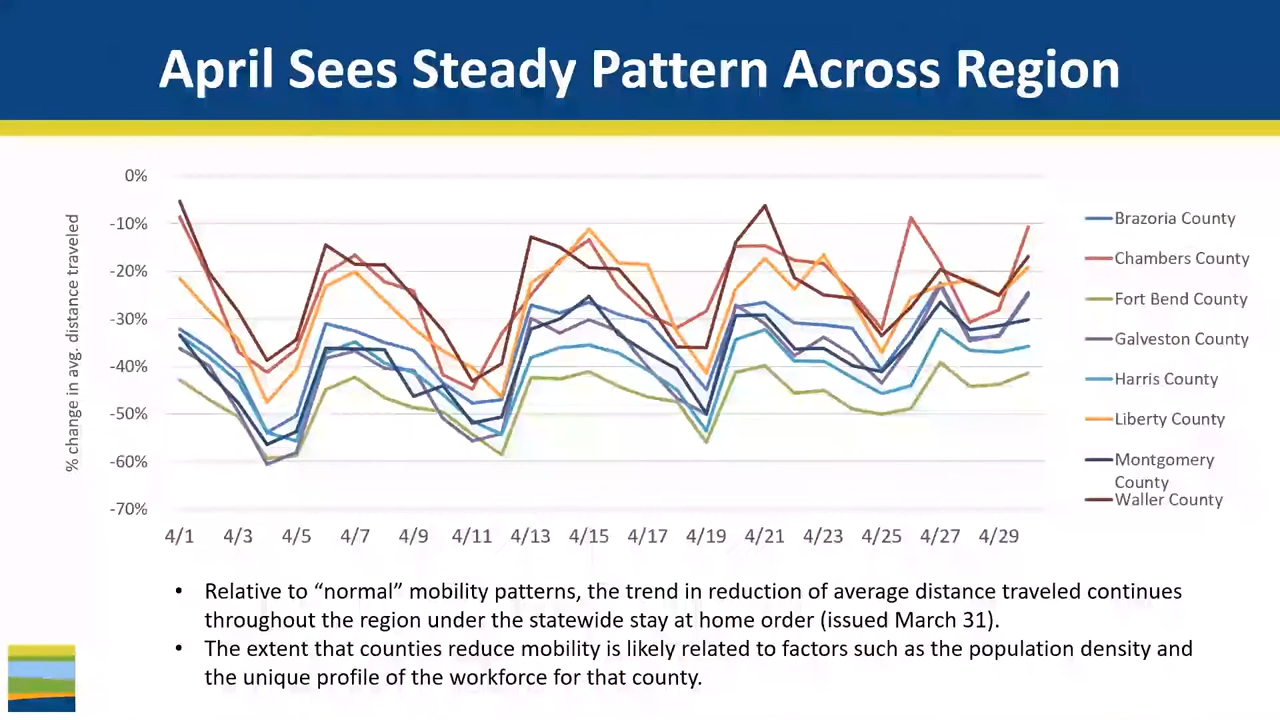 April Sees Steady Pattern Across Region
0%
-10%
-20%
-30%
-40%
-50%
-60%
-70%
% change in avg. distance traveled
4/1 4/3 4/5 4/7 4/9 4/11 4/13 4/15 4/17 4/19 4/21 4/23 4/25 4/27 4/29
Brazoria County
Chambers County
Fort Bend County
Galveston County
Harris County
Liberty County
Montgomery
County
Waller County
• Relative to “normal” mobility patterns, the trend in reduction of average distance traveled continues
throughout the region under the statewide stay at home order (issued March 31).
• The extent that counties reduce mobility is likely related to factors such as the population density and
the unique profile of the workforce for that county.